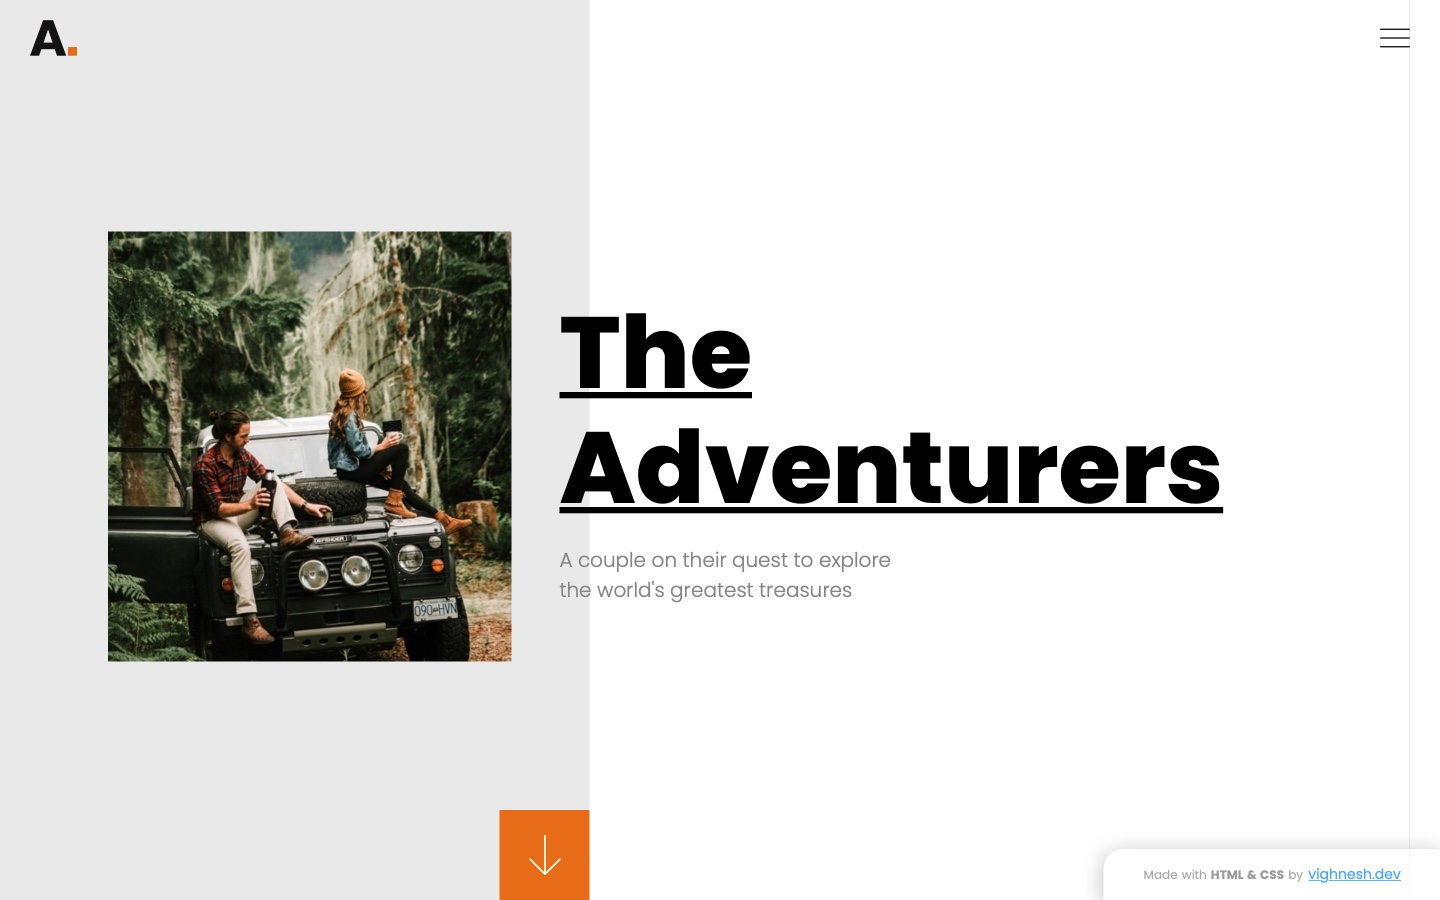 A.
The
Adventurers
A couple on their quest to explore
the world's greatest treasures
DEFENDER
090 HVN
Made with HTML & CSS by vighnesh.dev